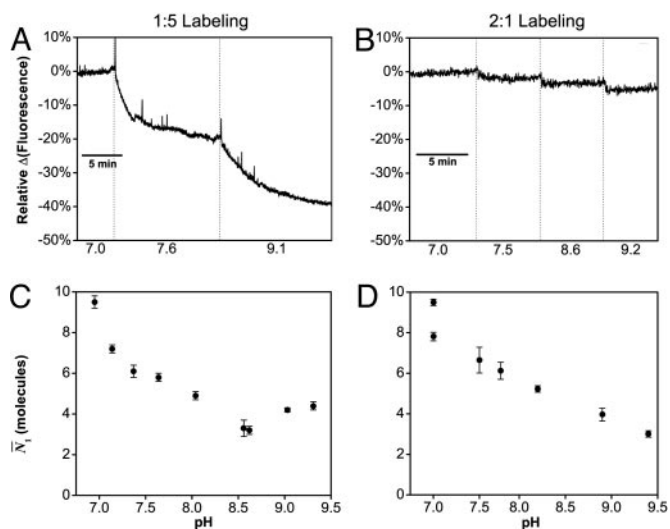 1:5 Labeling
2:1 Labeling
A
B
Relative Δ(Fluorescence)
10%
0%
-10%
-20%
-30%
-40%
-50%
5 min
7.0 7.6 9.1
10%
0%
-10%
-20%
-30%
-40%
-50%
5 min
7.0 7.5 8.6 9.2
C
D
N̅₁ (molecules)
10
8
6
4
2
0
7.0 7.5 8.0 8.5 9.0 9.5
pH
10
8
6
4
2
0
7.0 7.5 8.0 8.5 9.0 9.5
pH